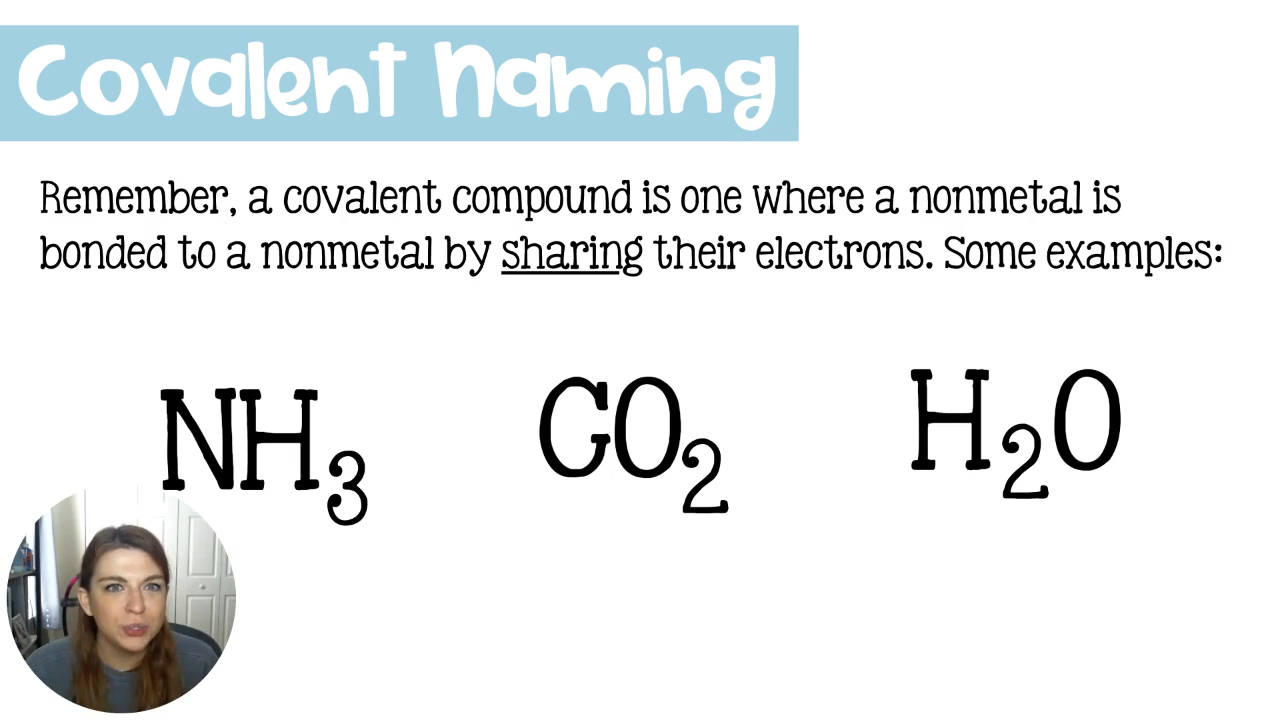 Covalent Naming
Remember, a covalent compound is one where a nonmetal is
bonded to a nonmetal by sharing their electrons. Some examples:
NH₃ CO₂ H₂O